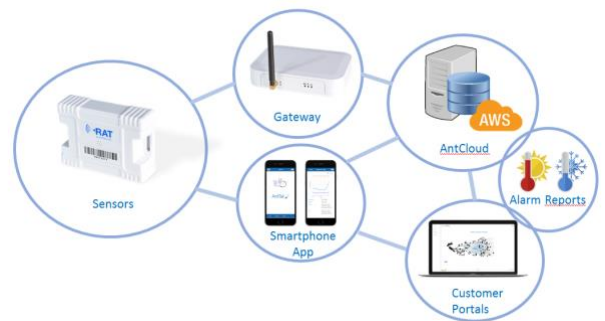 RAT
Sensors
Gateway
Smartphone
App
AWS
AntCloud
Alarm Reports
Customer
Portals